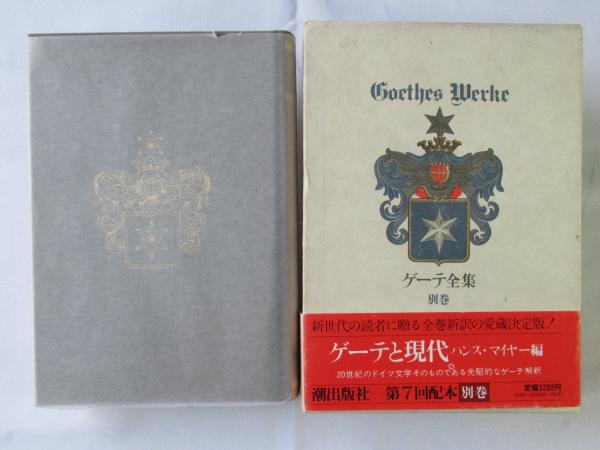 Goethes Werke
ゲーテ全集
別巻
新世代の読者に贈る全巻新訳の愛蔵決定版!
ゲーテと現代。ハンス・マイヤー編
20世紀のドイツ文学そのものである先駆的なゲーテ解釈
潮出版社 第7回配本 別巻 定価3200円